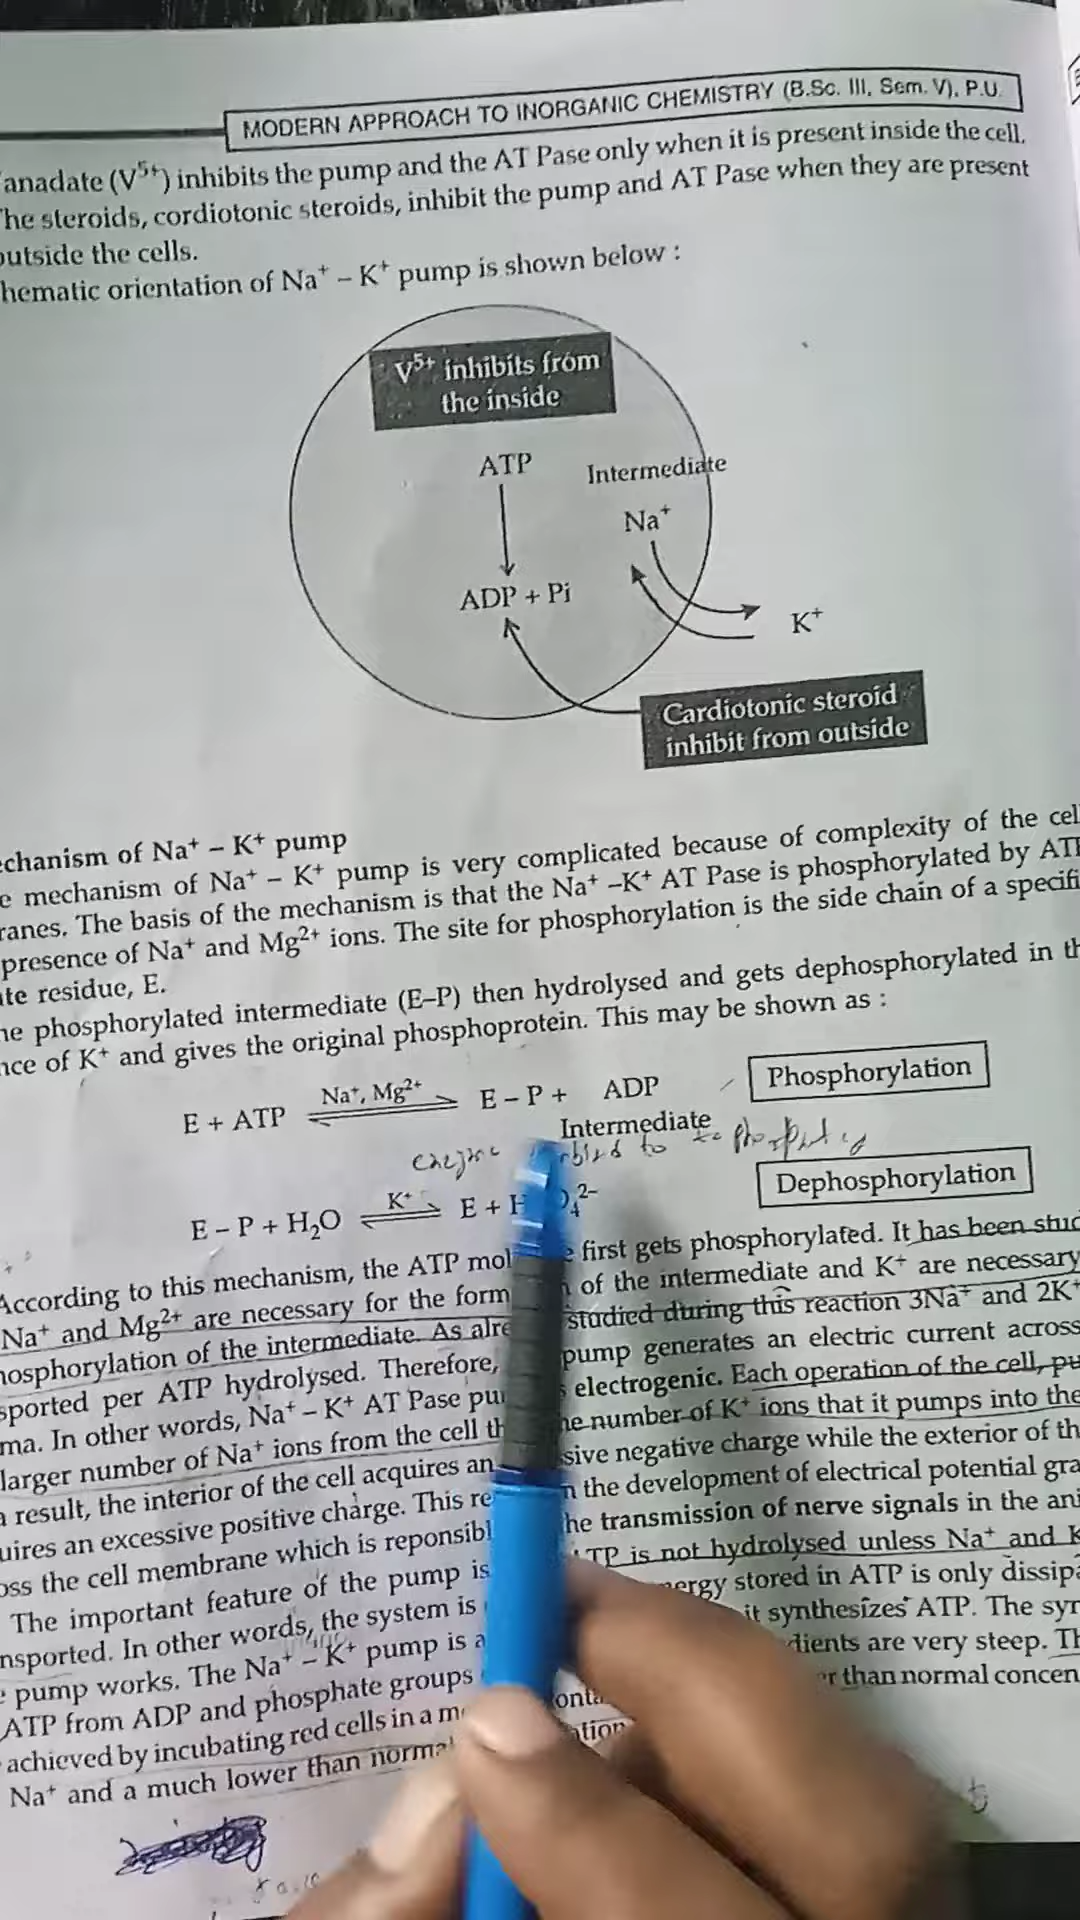 MODERN APPROACH TO INORGANIC CHEMISTRY (B.Sc. III, Sem. V), P.U.
anadate (V5+) inhibits the pump and the AT Pase only when it is present inside the cell.
he steroids, cordiotonic steroids, inhibit the pump and AT Pase when they are present
outside the cells.
hematic orientation of Na+ – K+ pump is shown below :
V5+ inhibits from
the inside
ATP
Intermediate
Na+
ADP + Pi
K+
Cardiotonic steroid
inhibit from outside
echanism of Na+ – K+ pump
e mechanism of Na+ – K+ pump is very complicated because of complexity of the cel
ranes. The basis of the mechanism is that the Na+ –K+ AT Pase is phosphorylated by AT
presence of Na+ and Mg2+ ions. The site for phosphorylation is the side chain of a specifi
te residue, E.
he phosphorylated intermediate (E–P) then hydrolysed and gets dephosphorylated in th
nce of K+ and gives the original phosphoprotein. This may be shown as :
E + ATP Na+, Mg2+ E – P + ADP Phosphorylation
Intermediate
to
E – P + H2O K+ E + H O4 2– Dephosphorylation
According to this mechanism, the ATP mol first gets phosphorylated. It has been stud
Na+ and Mg2+ are necessary for the form of the intermediate and K+ are necessary
hosphorylation of the intermediate. As alre studied during this reaction 3Na+ and 2K+
sported per ATP hydrolysed. Therefore, pump generates an electric current across
ma. In other words, Na+ – K+ AT Pase pu electrogenic. Each operation of the cell, pu
larger number of Na+ ions from the cell th he number of K+ ions that it pumps into the
a result, the interior of the cell acquires an sive negative charge while the exterior of th
uires an excessive positive charge. This re n the development of electrical potential gra
oss the cell membrane which is reponsibl he transmission of nerve signals in the ani
The important feature of the pump is TP is not hydrolysed unless Na+ and K
nsported. In other words, the system is nergy stored in ATP is only dissip
pump works. The Na+ – K+ pump is a it synthesizes ATP. The syn
ATP from ADP and phosphate groups dients are very steep. Th
achieved by incubating red cells in a m onta r than normal concen
Na+ and a much lower than norma ation